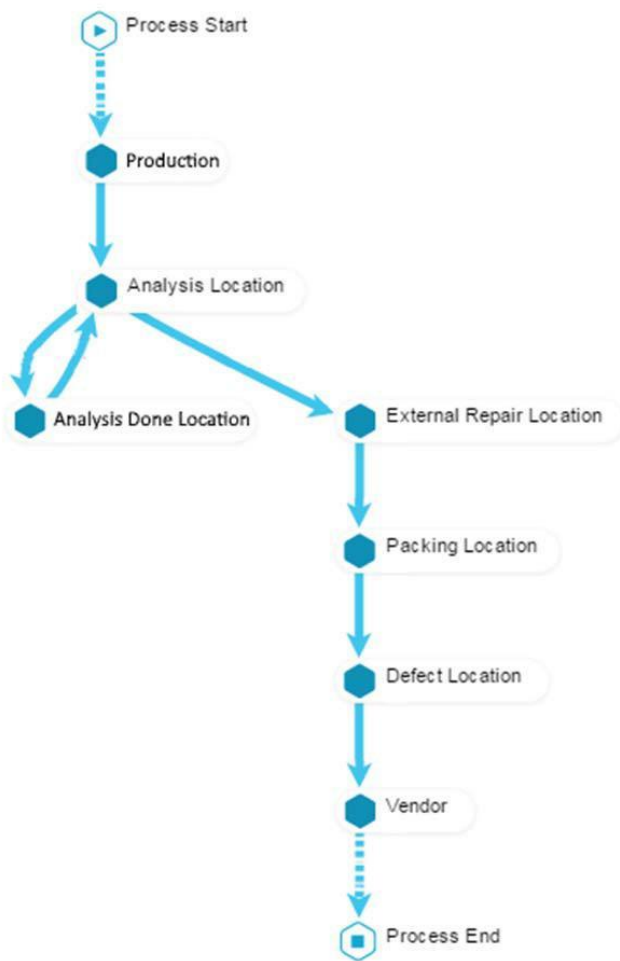 Process Start
Production
Analysis Location
Analysis Done Location
External Repair Location
Packing Location
Defect Location
Vendor
Process End